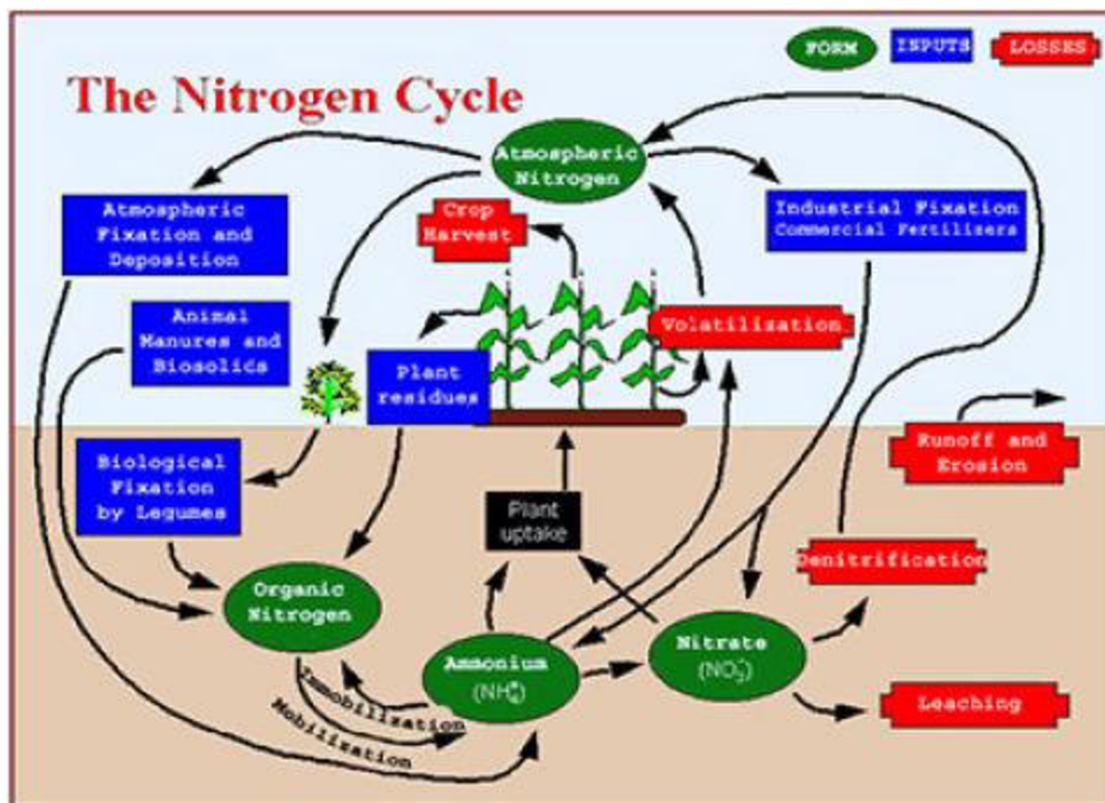 FORM
INPUTS
LOSSES
The Nitrogen Cycle
Atmospheric
Nitrogen
Atmospheric
Fixation and
Deposition
Crop
Harvest
Industrial Fixation
Commercial Fertilisers
Animal
Manures and
Biosolics
Plant
residues
Volatilization
Runoff and
Erosion
Biological
Fixation
by Legumes
Plant
uptake
Denitrification
Organic
Nitrogen
Ammonium
(NH₄⁺)
Nitrate
(NO₃⁻)
Immobilization
Mobilization
Leaching